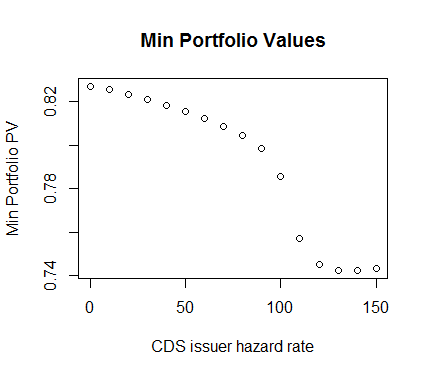 Min Portfolio Values
Min Portfolio PV
0.82
0.78
0.74
0
50
100
150
CDS issuer hazard rate